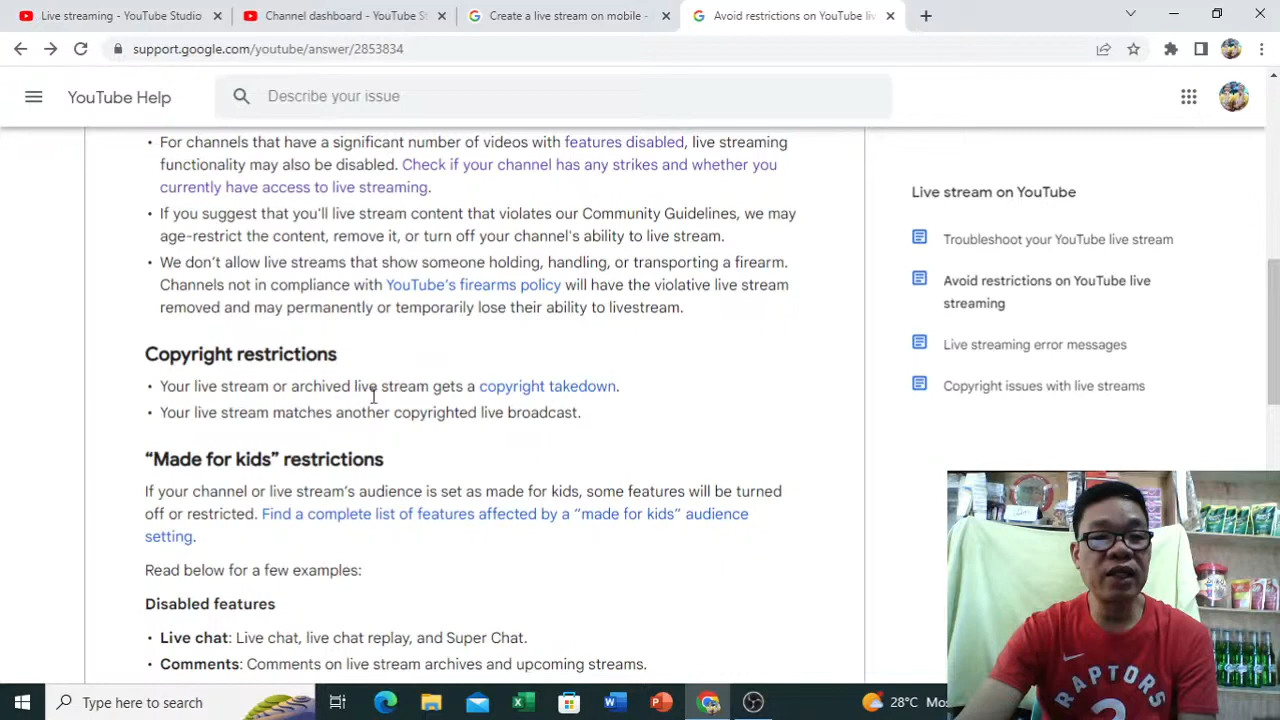 Live streaming - YouTube Studio
Channel dashboard - YouTube St
Create a live stream on mobile -
Avoid restrictions on YouTube liv
support.google.com/youtube/answer/2853834
YouTube Help
Describe your issue
• For channels that have a significant number of videos with features disabled, live streaming
functionality may also be disabled. Check if your channel has any strikes and whether you
currently have access to live streaming.
• If you suggest that you'll live stream content that violates our Community Guidelines, we may
age-restrict the content, remove it, or turn off your channel's ability to live stream.
• We don't allow live streams that show someone holding, handling, or transporting a firearm.
Channels not in compliance with YouTube's firearms policy will have the violative live stream
removed and may permanently or temporarily lose their ability to livestream.
Copyright restrictions
• Your live stream or archived live stream gets a copyright takedown.
• Your live stream matches another copyrighted live broadcast.
“Made for kids” restrictions
If your channel or live stream's audience is set as made for kids, some features will be turned
off or restricted. Find a complete list of features affected by a “made for kids” audience
setting.
Read below for a few examples:
Disabled features
• Live chat: Live chat, live chat replay, and Super Chat.
• Comments: Comments on live stream archives and upcoming streams.
Live stream on YouTube
Troubleshoot your YouTube live stream
Avoid restrictions on YouTube live
streaming
Live streaming error messages
Copyright issues with live streams
RAPTORS
2
Type here to search
28°C Mos